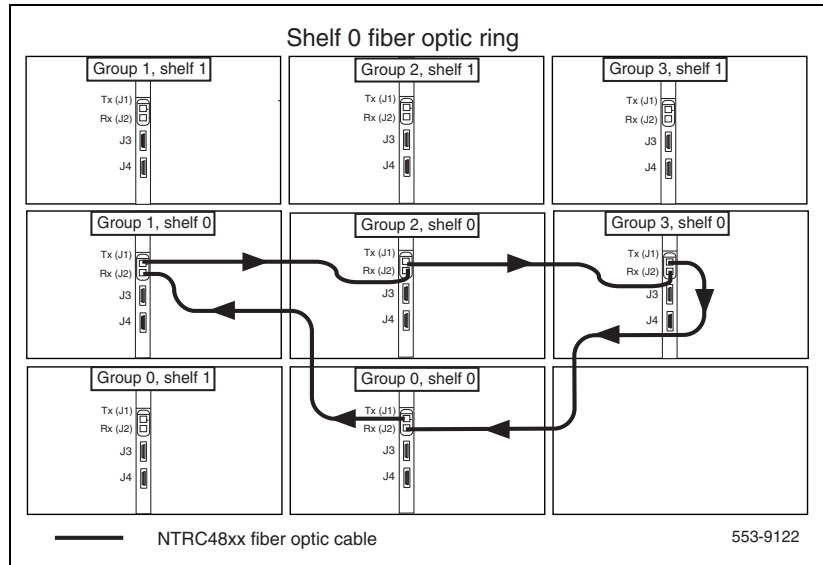 Shelf 0 fiber optic ring
Group 1, shelf 1
Tx (J1)
Rx (J2)
J3
J4
Group 2, shelf 1
Tx (J1)
Rx (J2)
J3
J4
Group 3, shelf 1
Tx (J1)
Rx (J2)
J3
J4
Group 1, shelf 0
Tx (J1)
Rx (J2)
J3
J4
Group 2, shelf 0
Tx (J1)
Rx (J2)
J3
J4
Group 3, shelf 0
Tx (J1)
Rx (J2)
J3
J4
Group 0, shelf 1
Tx (J1)
Rx (J2)
J3
J4
Group 0, shelf 0
Tx (J1)
Rx (J2)
J3
J4
NTRC48xx fiber optic cable
553-9122